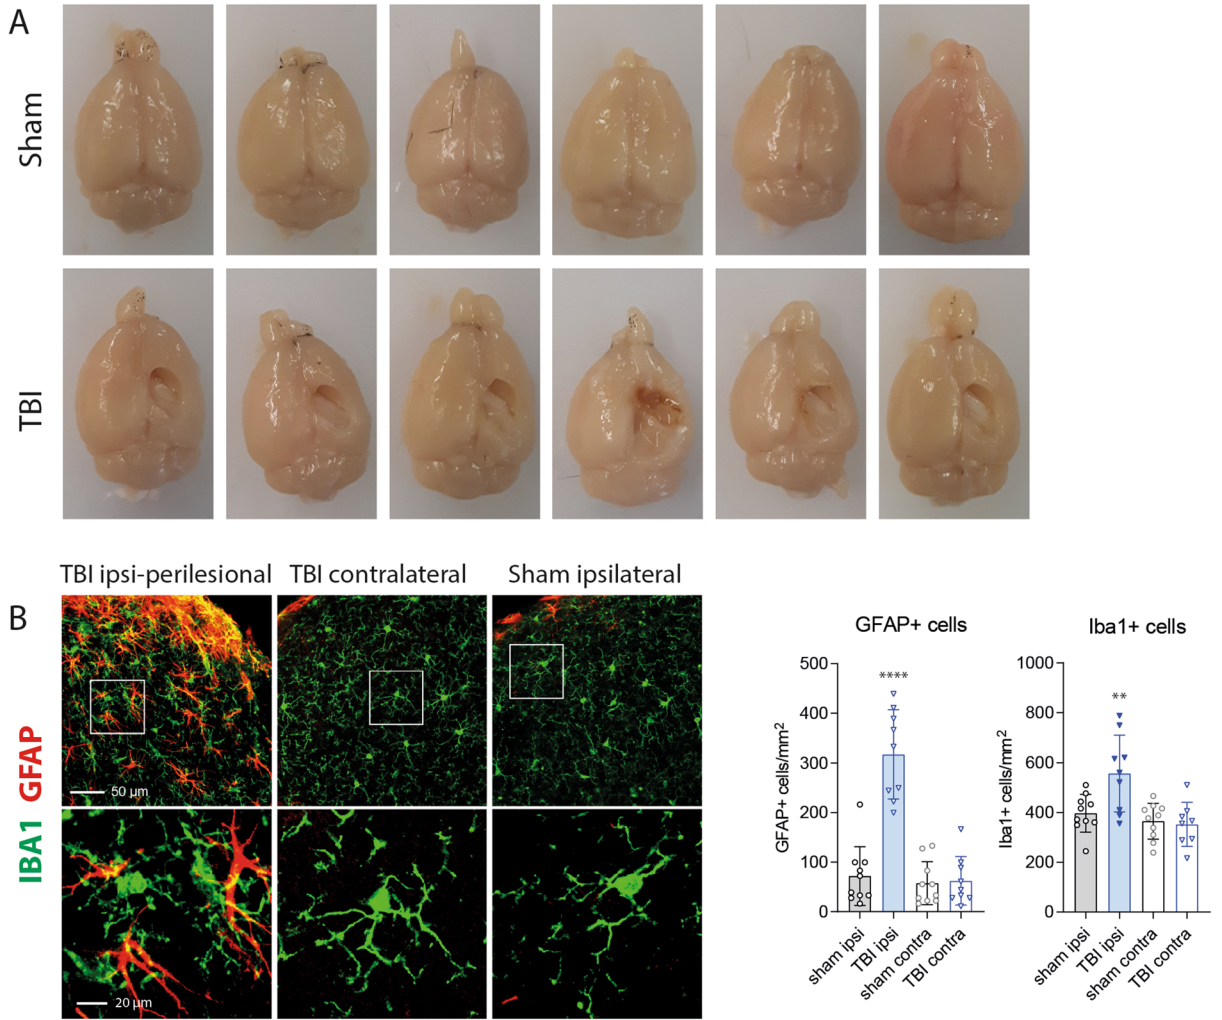 A
Sham
TBI
B
TBI ipsi-perilesional
TBI contralateral
Sham ipsilateral
IBA1 GFAP
50 µm
20 µm
GFAP+ cells
GFAP+ cells/mm2
500
400
300
200
100
0
****
sham ipsi
TBI ipsi
sham contra
TBI contra
Iba1+ cells
Iba1+ cells/mm2
1000
800
600
400
200
0
**
sham ipsi
TBI ipsi
sham contra
TBI contra